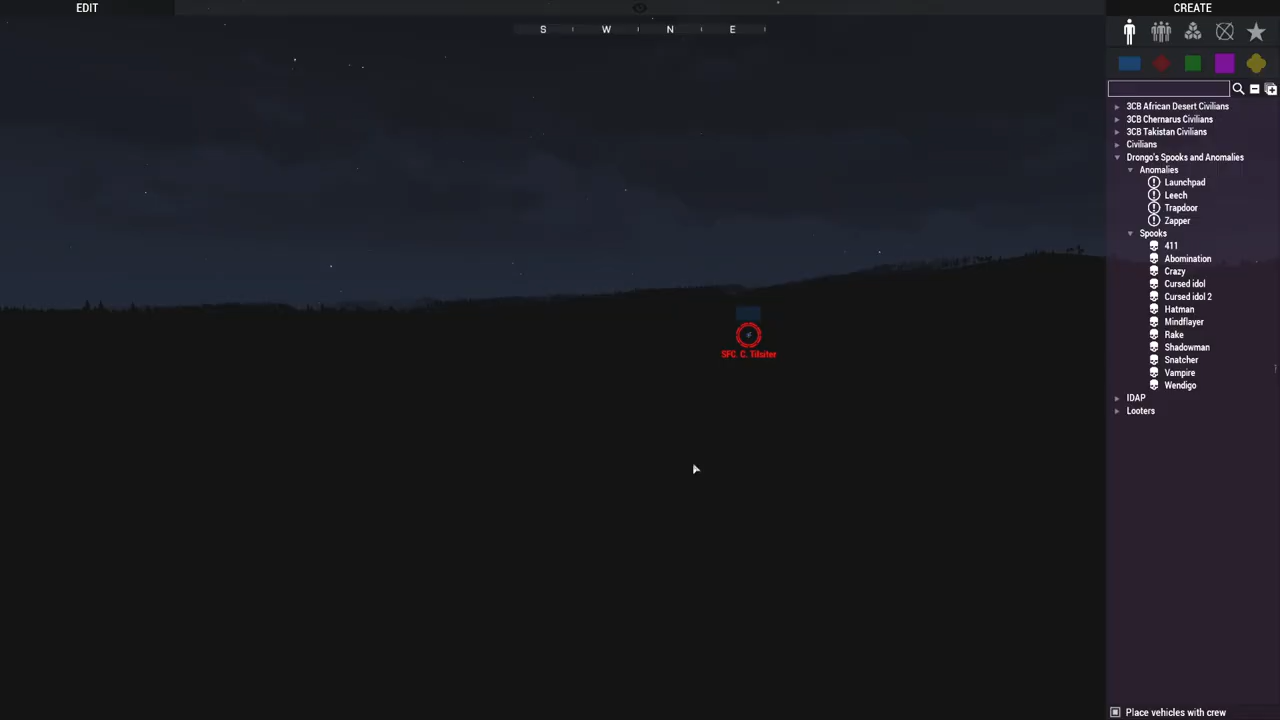 EDIT
CREATE
S W N E
3CB African Desert Civilians
3CB Chernarus Civilians
3CB Takistan Civilians
Civilians
Drongo's Spooks and Anomalies
Anomalies
Launchpad
Leech
Trapdoor
Zapper
Spooks
411
Abomination
Crazy
Cursed idol
Cursed idol 2
Hatman
Mindflayer
Rake
Shadowman
Snatcher
Vampire
Wendigo
IDAP
Looters
SFC. C. Tilsiter
Place vehicles with crew